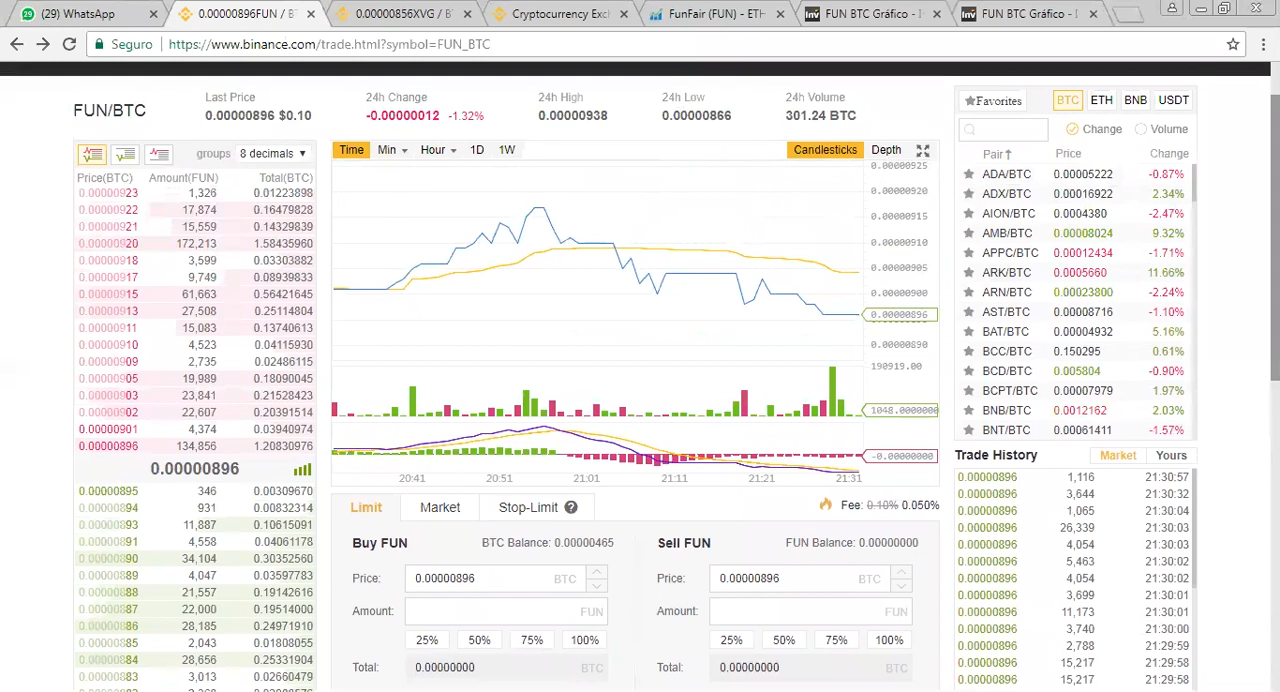 (29) WhatsApp
0.00000896FUN / B
0.00000856XVG / B
Cryptocurrency Exc
FunFair (FUN) - ETH
FUN BTC Gráfico - I
FUN BTC Gráfico - I
Seguro
https://www.binance.com/trade.html?symbol=FUN_BTC
FUN/BTC
Last Price
0.00000896 $0.10
24h Change
-0.00000012 -1.32%
24h High
0.00000938
24h Low
0.00000866
24h Volume
301.24 BTC
groups 8 decimals
Price(BTC) Amount(FUN) Total(BTC)
0.00000923 1,326 0.01223898
0.00000922 17,874 0.16479828
0.00000921 15,559 0.14329839
0.00000920 172,213 1.58435960
0.00000918 3,599 0.03303882
0.00000917 9,749 0.08939833
0.00000915 61,663 0.56421645
0.00000913 27,508 0.25114804
0.00000911 15,083 0.13740613
0.00000910 4,523 0.04115930
0.00000909 2,735 0.02486115
0.00000905 19,989 0.18090045
0.00000903 23,841 0.21528423
0.00000902 22,607 0.20391514
0.00000901 4,374 0.03940974
0.00000896 134,856 1.20830976
0.00000896
0.00000895 346 0.00309670
0.00000894 931 0.00832314
0.00000893 11,887 0.10615091
0.00000891 4,558 0.04061178
0.00000890 34,104 0.30352560
0.00000889 4,047 0.03597783
0.00000888 21,557 0.19142616
0.00000887 22,000 0.19514000
0.00000886 28,185 0.24971910
0.00000885 2,043 0.01808055
0.00000884 28,656 0.25331904
0.00000883 3,013 0.02660479
Time Min Hour 1D 1W
Candlesticks Depth
0.00000925
0.00000920
0.00000915
0.00000910
0.00000905
0.00000900
0.00000896
0.00000890
190919.00
1048.0000000
-0.00000000
20:41 20:51 21:01 21:11 21:21 21:31
Limit Market Stop-Limit ?
Fee: 0.10% 0.050%
Buy FUN
BTC Balance: 0.00000465
Price: 0.00000896 BTC
Amount: FUN
25% 50% 75% 100%
Total: 0.00000000 BTC
Sell FUN
FUN Balance: 0.00000000
Price: 0.00000896 BTC
Amount: FUN
25% 50% 75% 100%
Total: 0.00000000 BTC
Favorites BTC ETH BNB USDT
Change Volume
Pair↑ Price Change
ADA/BTC 0.00005222 -0.87%
ADX/BTC 0.00016922 2.34%
AION/BTC 0.0004380 -2.47%
AMB/BTC 0.00008024 9.32%
APPC/BTC 0.00012434 -1.71%
ARK/BTC 0.0005660 11.66%
ARN/BTC 0.00023800 -2.24%
AST/BTC 0.00008716 -1.10%
BAT/BTC 0.00004932 5.16%
BCC/BTC 0.150295 0.61%
BCD/BTC 0.005804 -0.90%
BCPT/BTC 0.00007979 1.97%
BNB/BTC 0.0012162 2.03%
BNT/BTC 0.00061411 -1.57%
Trade History Market Yours
0.00000896 1,116 21:30:57
0.00000896 3,644 21:30:32
0.00000896 1,065 21:30:04
0.00000896 26,339 21:30:03
0.00000896 4,054 21:30:03
0.00000896 5,463 21:30:02
0.00000896 4,054 21:30:02
0.00000896 3,699 21:30:01
0.00000896 11,173 21:30:01
0.00000896 3,740 21:30:00
0.00000896 2,788 21:29:59
0.00000896 15,217 21:29:59
0.00000896 15,217 21:29:58